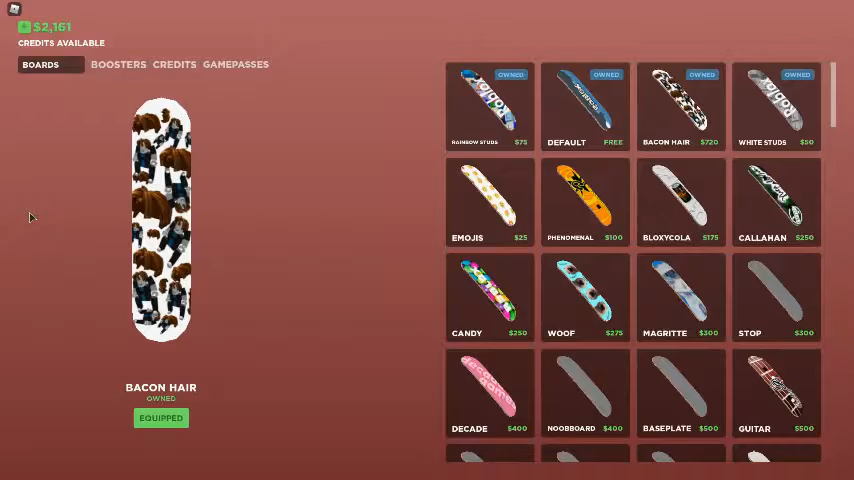 $2,161
CREDITS AVAILABLE
BOARDS BOOSTERS CREDITS GAMEPASSES
OWNED OWNED OWNED OWNED
RAINBOW STUDS $75 DEFAULT FREE BACON HAIR $720 WHITE STUDS $50
EMOJIS $25 PHENOMENAL $100 BLOXYCOLA $175 CALLAHAN $250
CANDY $250 WOOF $275 MAGRITTE $300 STOP $300
DECADE $400 NOOBBOARD $400 BASEPLATE $500 GUITAR $500
BACON HAIR
OWNED
EQUIPPED